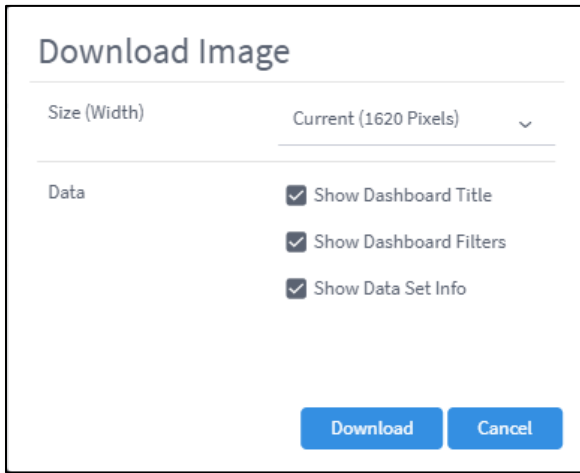 Download Image
Size (Width)
Current (1620 Pixels)
Data
Show Dashboard Title
Show Dashboard Filters
Show Data Set Info
Download
Cancel